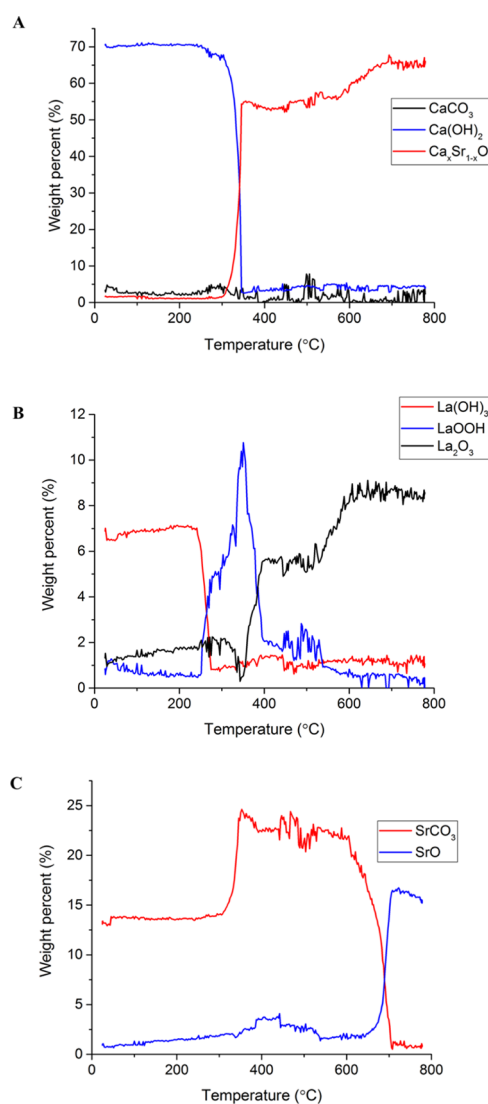 A
70
60
50
40
30
20
10
0
Weight percent (%)
CaCO₃
Ca(OH)₂
CaₓSr₁₋ₓO
0 200 400 600 800
Temperature (°C)
B
12
10
8
6
4
2
0
Weight percent (%)
La(OH)₃
LaOOH
La₂O₃
0 200 400 600 800
Temperature (°C)
C
25
20
15
10
5
0
Weight percent (%)
SrCO₃
SrO
0 200 400 600 800
Temperature (°C)